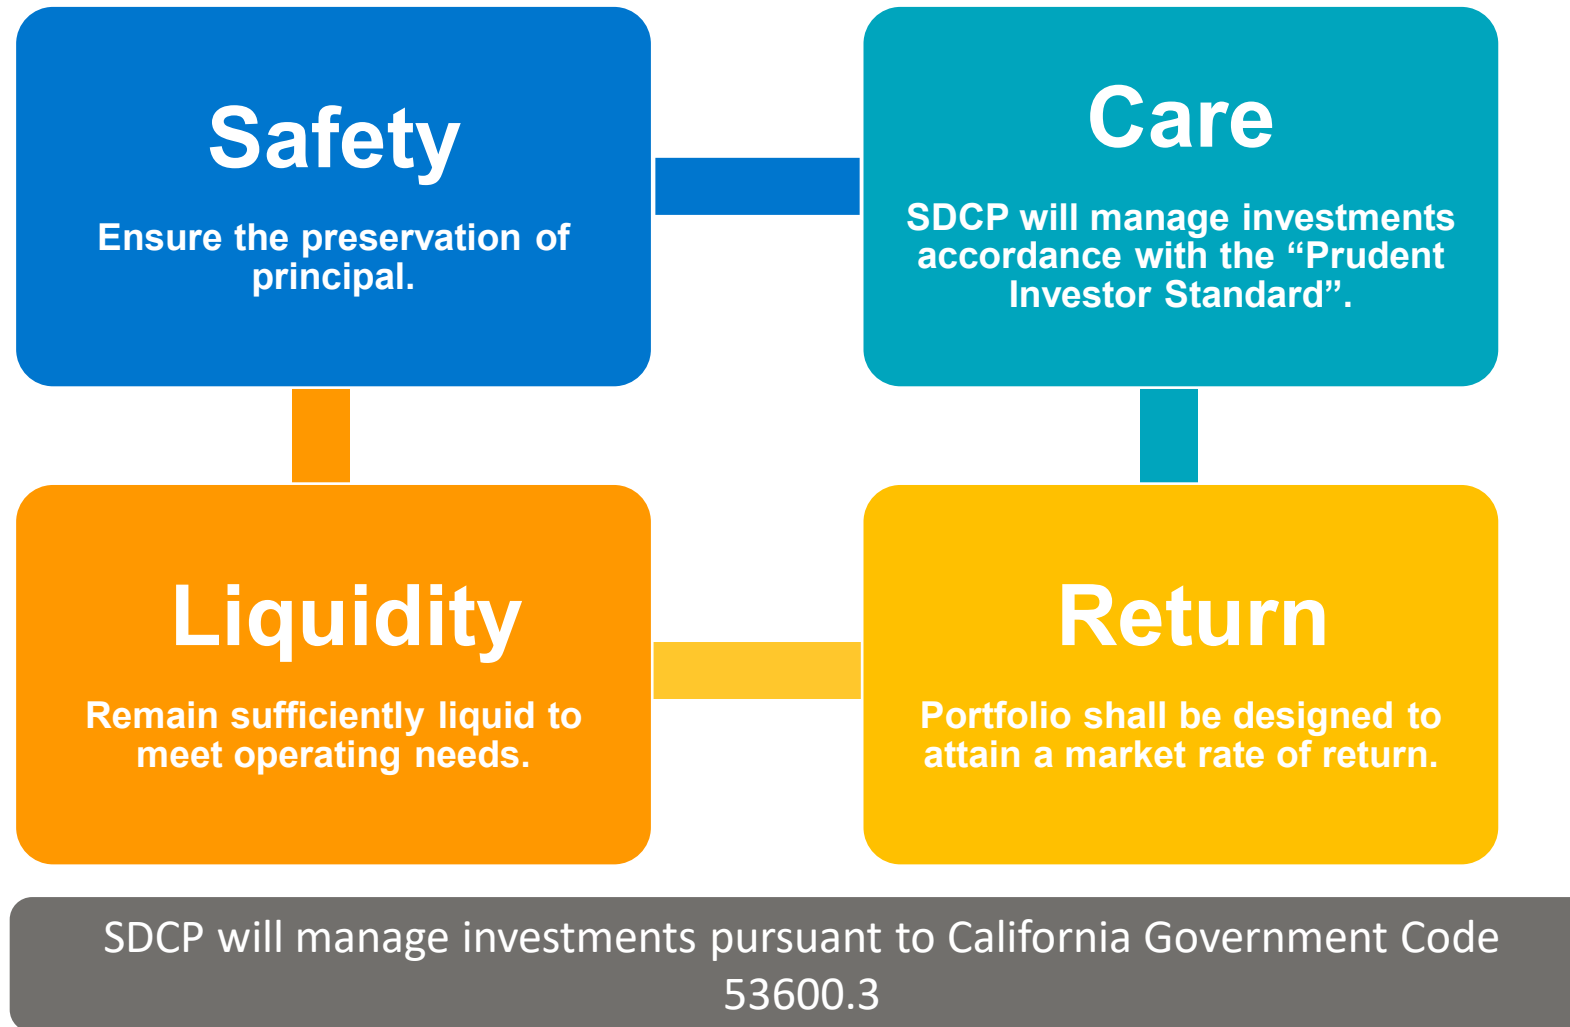 Safety
Ensure the preservation of
principal.
Care
SDCP will manage investments
accordance with the “Prudent
Investor Standard”.
Liquidity
Remain sufficiently liquid to
meet operating needs.
Return
Portfolio shall be designed to
attain a market rate of return.
SDCP will manage investments pursuant to California Government Code
53600.3